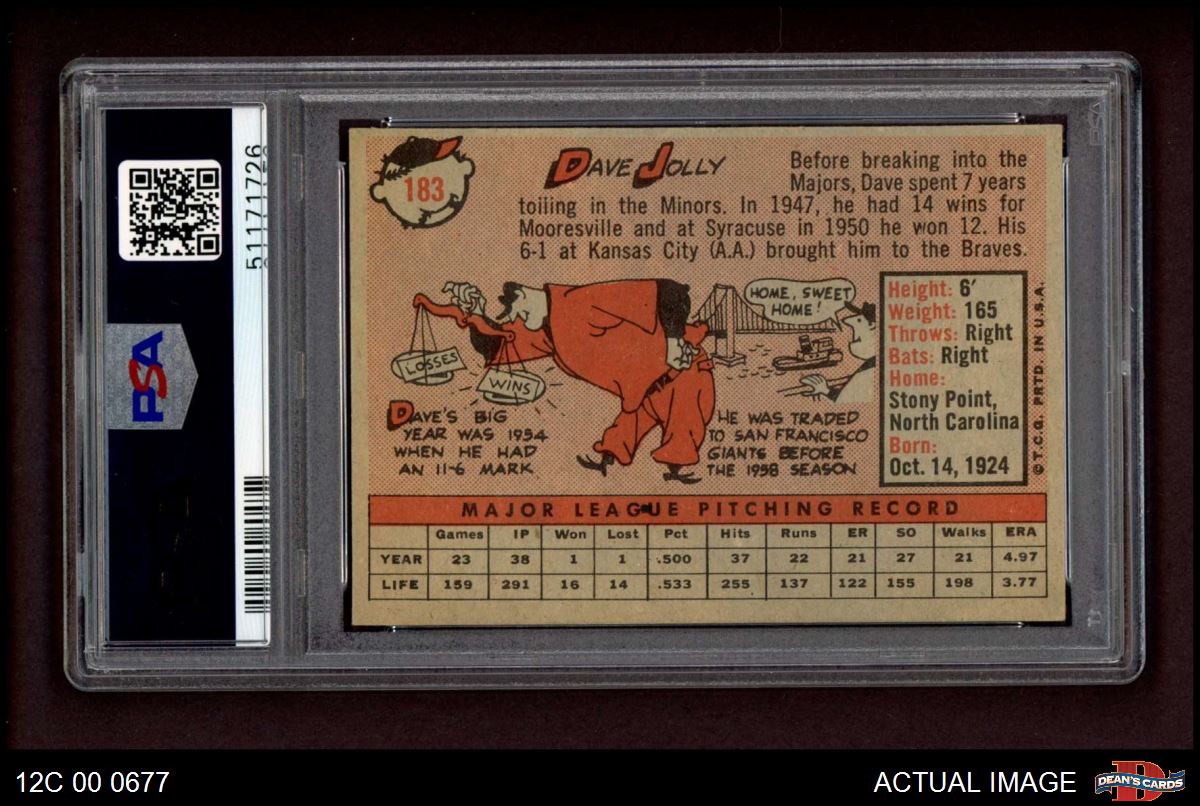 51171726
PSA
183
DAVE JOLLY
Before breaking into the
Majors, Dave spent 7 years
toiling in the Minors. In 1947, he had 14 wins for
Mooresville and at Syracuse in 1950 he won 12. His
6-1 at Kansas City (A.A.) brought him to the Braves.
LOSSES
WINS
DAVE'S BIG
YEAR WAS 1954
WHEN HE HAD
AN 11-6 MARK
HOME, SWEET
HOME!
HE WAS TRADED
TO SAN FRANCISCO
GIANTS BEFORE
THE 1958 SEASON
Height: 6'
Weight: 165
Throws: Right
Bats: Right
Home:
Stony Point,
North Carolina
Born:
Oct. 14, 1924
© T.C.G. PRTD. IN U.S.A.
MAJOR LEAGUE PITCHING RECORD
Games IP Won Lost Pct Hits Runs ER SO Walks ERA
YEAR 23 38 1 1 .500 37 22 21 27 21 4.97
LIFE 159 291 16 14 .533 255 137 122 155 198 3.77
12C 00 0677
ACTUAL IMAGE
DEAN'S CARDS